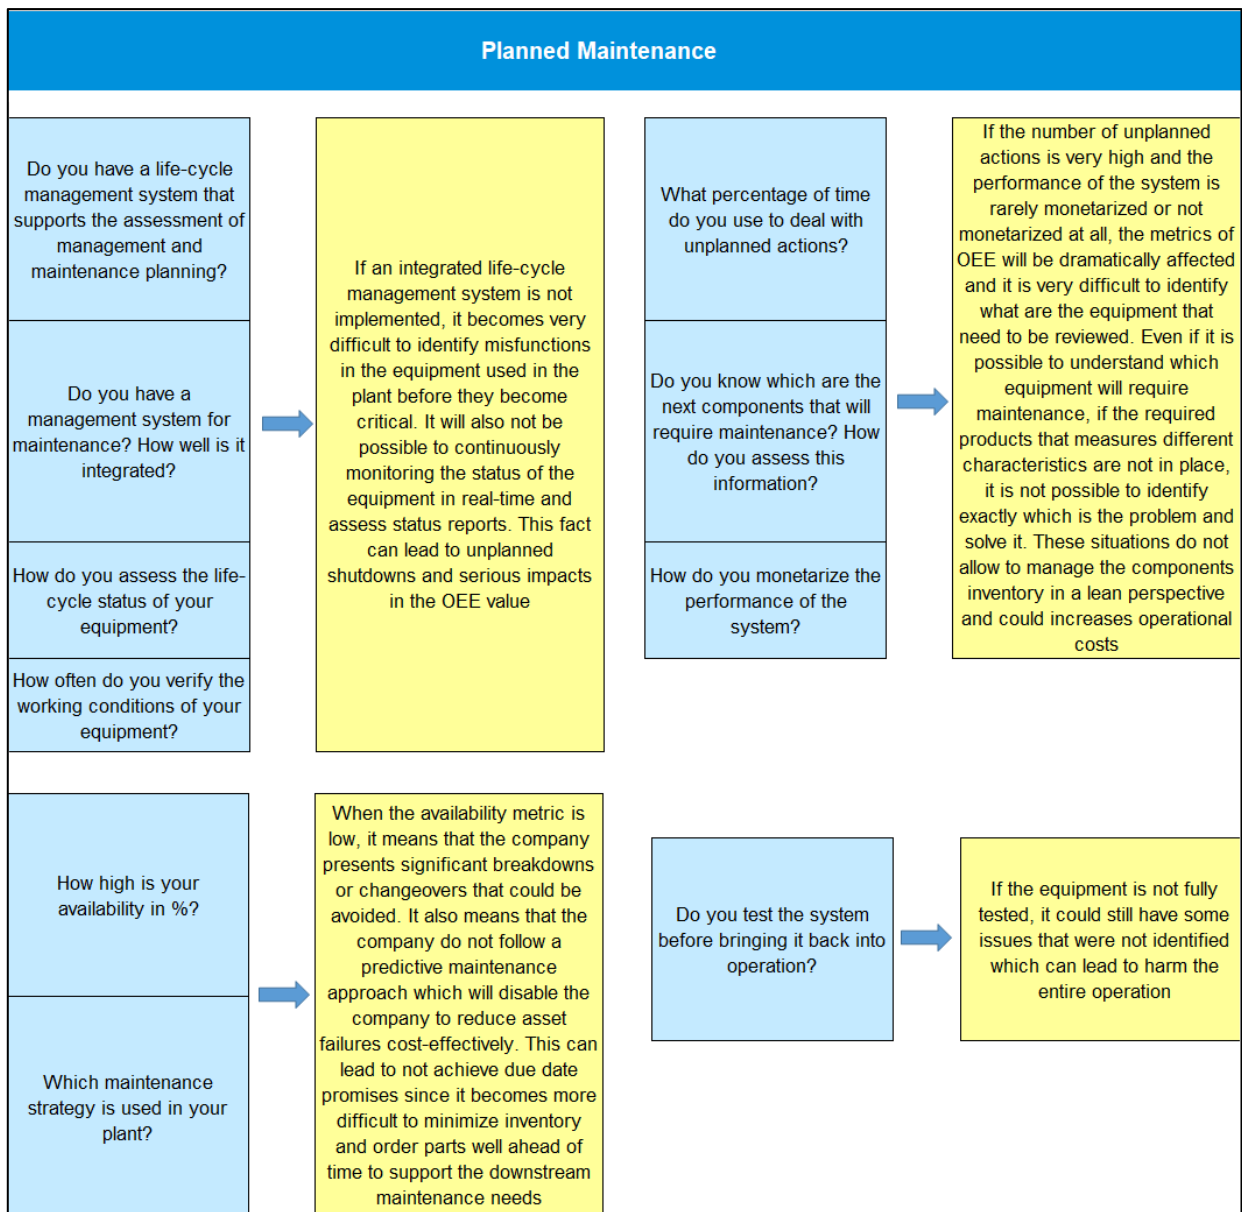 Planned Maintenance
Do you have a life-cycle
management system that
supports the assessment of
management and
maintenance planning?
Do you have a
management system for
maintenance? How well is it
integrated?
How do you assess the life-
cycle status of your
equipment?
How often do you verify the
working conditions of your
equipment?
If an integrated life-cycle
management system is not
implemented, it becomes very
difficult to identify misfunctions
in the equipment used in the
plant before they become
critical. It will also not be
possible to continuously
monitoring the status of the
equipment in real-time and
assess status reports. This fact
can lead to unplanned
shutdowns and serious impacts
in the OEE value
What percentage of time
do you use to deal with
unplanned actions?
Do you know which are the
next components that will
require maintenance? How
do you assess this
information?
How do you monetarize the
performance of the
system?
If the number of unplanned
actions is very high and the
performance of the system is
rarely monetarized or not
monetarized at all, the metrics of
OEE will be dramatically affected
and it is very difficult to identify
what are the equipment that
need to be reviewed. Even if it is
possible to understand which
equipment will require
maintenance, if the required
products that measures different
characteristics are not in place,
it is not possible to identify
exactly which is the problem and
solve it. These situations do not
allow to manage the components
inventory in a lean perspective
and could increases operational
costs
How high is your
availability in %?
Which maintenance
strategy is used in your
plant?
When the availability metric is
low, it means that the company
presents significant breakdowns
or changeovers that could be
avoided. It also means that the
company do not follow a
predictive maintenance
approach which will disable the
company to reduce asset
failures cost-effectively. This can
lead to not achieve due date
promises since it becomes more
difficult to minimize inventory
and order parts well ahead of
time to support the downstream
maintenance needs
Do you test the system
before bringing it back into
operation?
If the equipment is not fully
tested, it could still have some
issues that were not identified
which can lead to harm the
entire operation